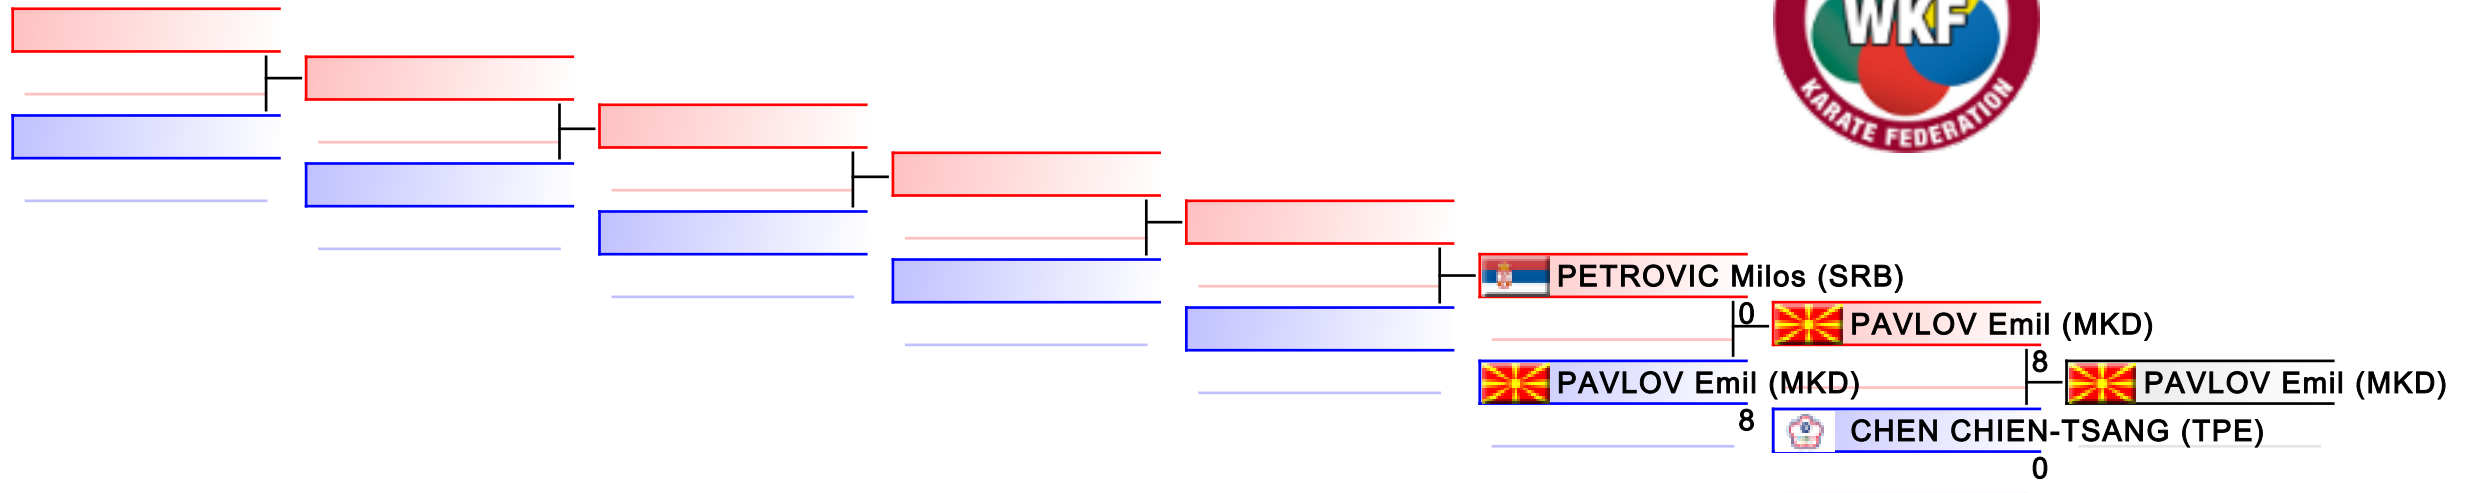 WKF
KARATE FEDERATION
PETROVIC Milos (SRB)
0
PAVLOV Emil (MKD)
8
PAVLOV Emil (MKD)
PAVLOV Emil (MKD)
8
CHEN CHIEN-TSANG (TPE)
0